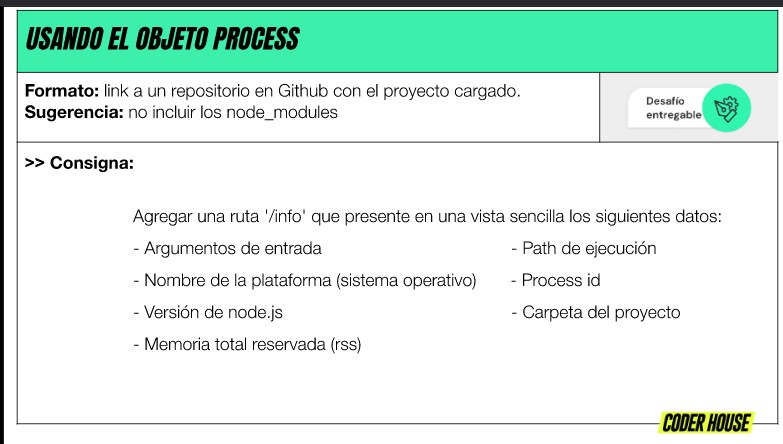 USANDO EL OBJETO PROCESS
Formato: link a un repositorio en Github con el proyecto cargado.
Sugerencia: no incluir los node_modules
Desafío
entregable
>> Consigna:
Agregar una ruta '/info' que presente en una vista sencilla los siguientes datos:
- Argumentos de entrada
- Nombre de la plataforma (sistema operativo)
- Versión de node.js
- Memoria total reservada (rss)
- Path de ejecución
- Process id
- Carpeta del proyecto
CODER HOUSE